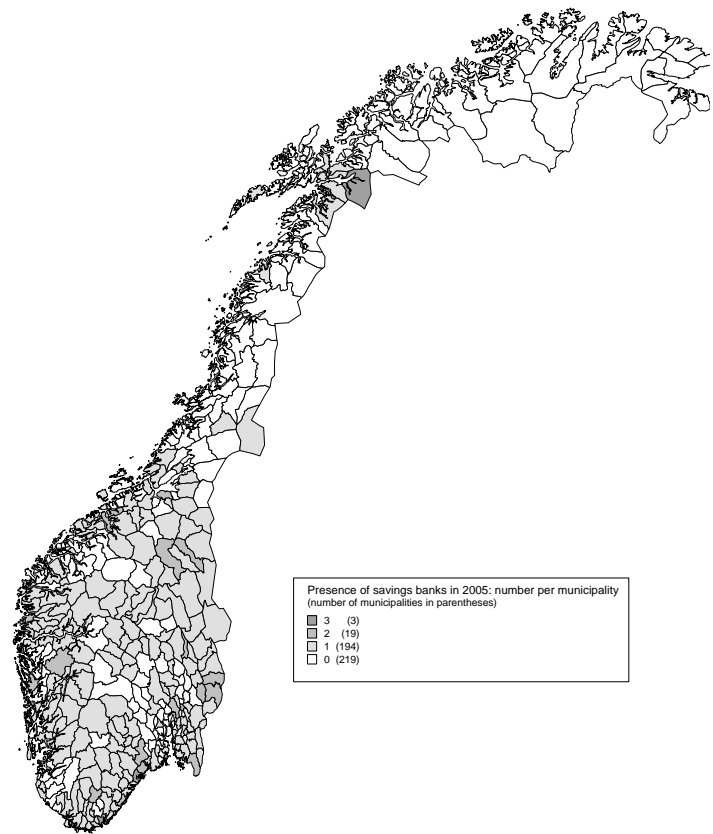 Presence of savings banks in 2005: number per municipality
(number of municipalities in parentheses)
3 (3)
2 (19)
1 (194)
0 (219)